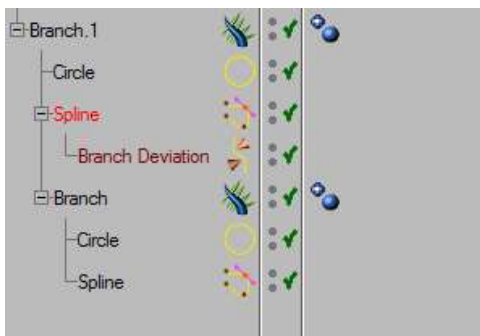 Branch.1
Circle
Spline
Branch Deviation
Branch
Circle
Spline